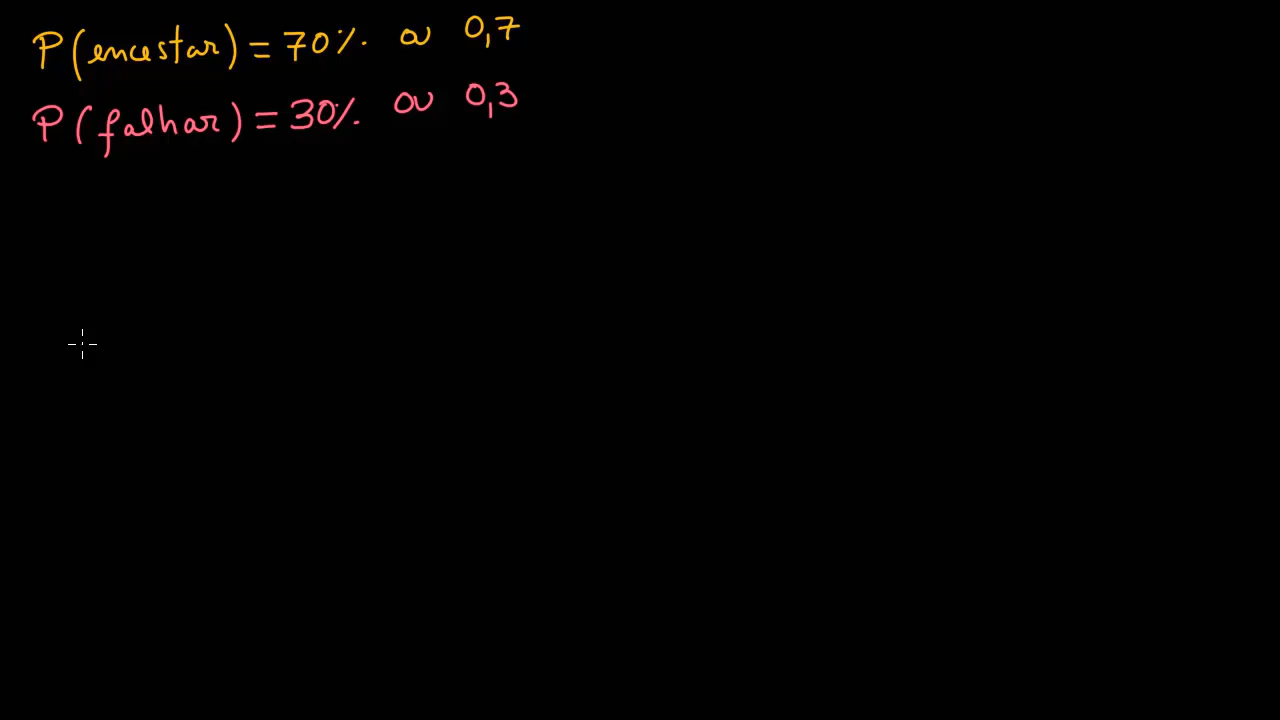 P(encestar) = 70% ou 0,7
P(falhar) = 30% ou 0,3